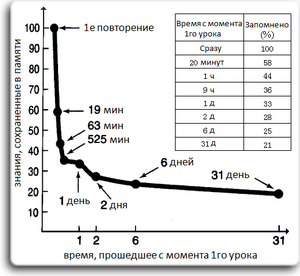 знания, сохраненные в памяти
100
90
80
70
60
50
40
30
20
10
1е повторение
19 мин
63 мин
525 мин
1 день
2 дня
6 дней
31 день
1
2
6
31
время, прошедшее с момента 1го урока
Время с момента 1го урока
Запомнено (%)
Сразу 100
20 минут 58
1 ч 44
9 ч 36
1 д 33
2 д 28
6 д 25
31 д 21